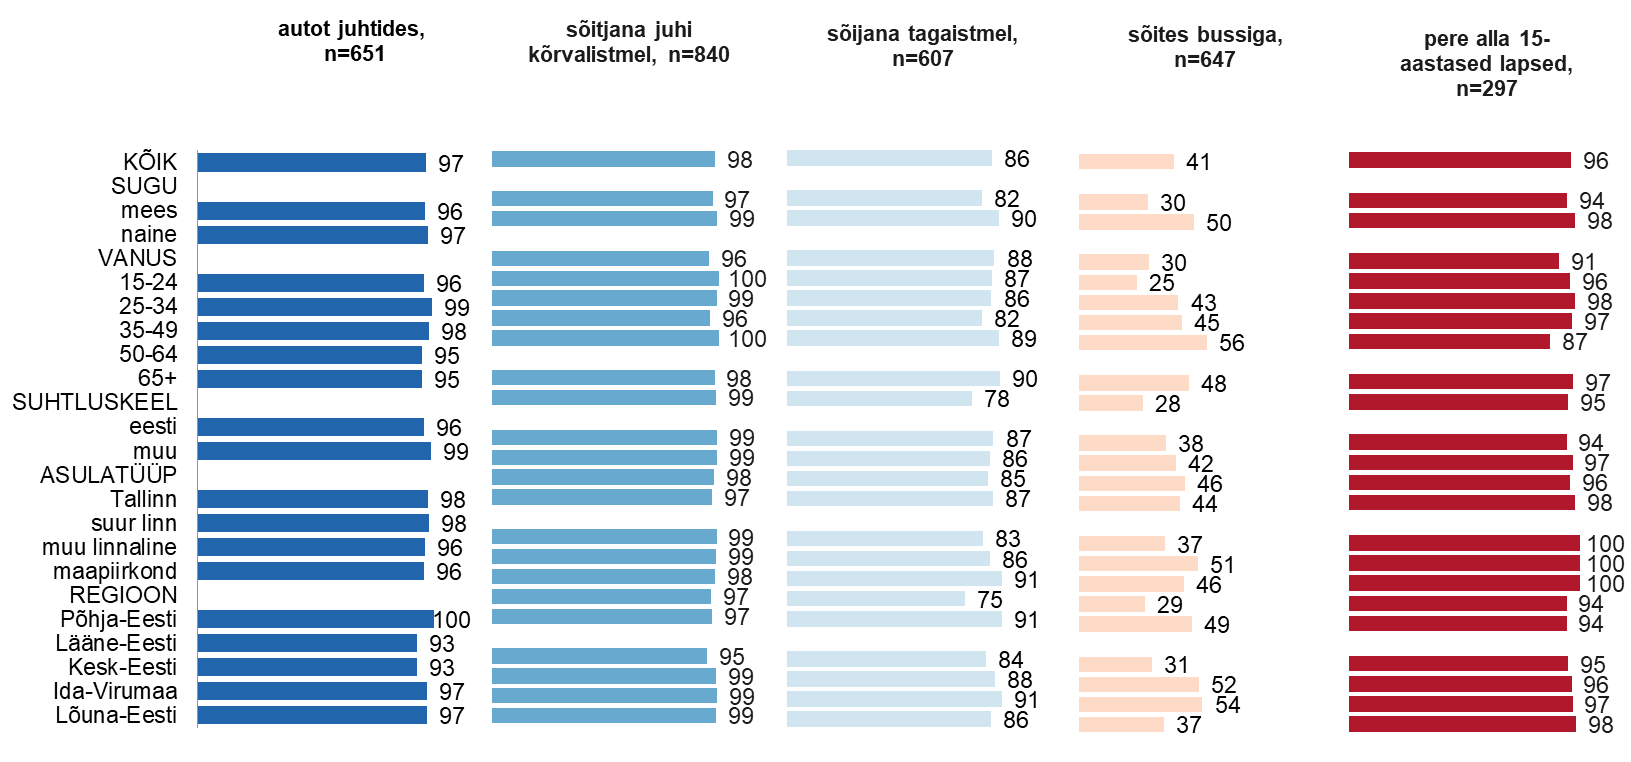 autot juhtides,
n=651
sõitjana juhi
kõrvalistmel, n=840
sõijana tagaistmel,
n=607
sõites bussiga,
n=647
pere alla 15-
aastased lapsed,
n=297
KÕIK 97 98 86 41 96
SUGU
97 82 30 94
mees 96
99 90 50 98
naine 97
VANUS
96 88 30 91
15-24 96
100 87 25 96
25-34 99
99 86 43 98
35-49 98
96 82 45 97
100 89 56 87
50-64 95
65+ 95
98 90 48 97
SUHTLUSKEEL
99 78 28 95
eesti 96
99 87 38 94
muu 99
99 86 42 97
ASULATÜÜP
98 85 46 96
Tallinn 98
97 87 44 98
suur linn 98
99 83 37 100
muu linnaline 96
99 86 51 100
maapiirkond 96
98 91 46 100
REGIOON
97 75 29 94
Põhja-Eesti 100
97 91 49 94
Lääne-Eesti 93
95 84 31 95
Kesk-Eesti 93
99 88 52 96
Ida-Virumaa 97
99 91 54 97
Lõuna-Eesti 97
99 86 37 98